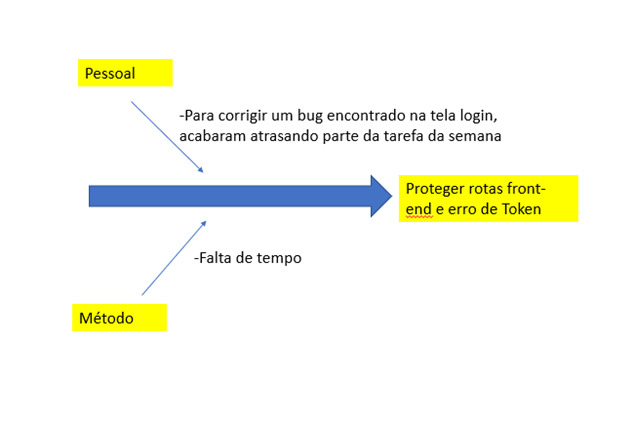 Pessoal
-Para corrigir um bug encontrado na tela login,
acabaram atrasando parte da tarefa da semana
Proteger rotas front-
end e erro de Token
-Falta de tempo
Método